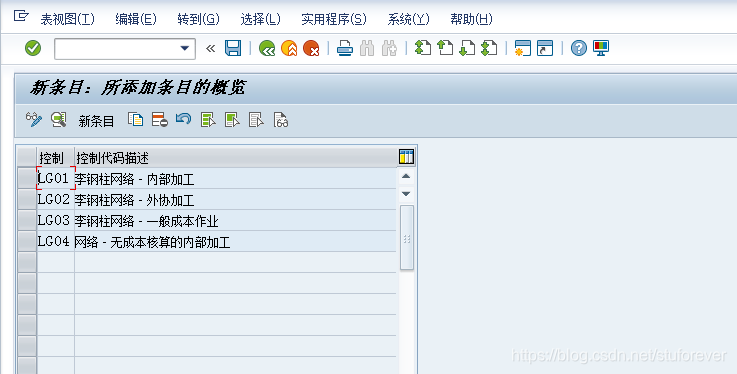 表视图(T) 编辑(E) 转到(G) 选择(L) 实用程序(S) 系统(Y) 帮助(H)
新条目：所添加条目的概览
新条目
控制 控制代码描述
LG01 李钢柱网络 - 内部加工
LG02 李钢柱网络 - 外协加工
LG03 李钢柱网络 - 一般成本作业
LG04 网络 - 无成本核算的内部加工
https://blog.csdn.net/stuforever